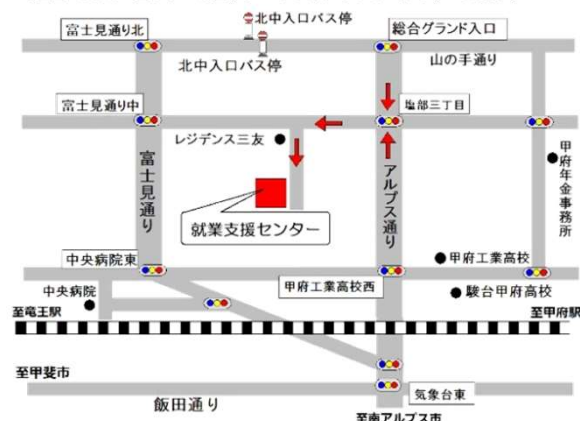 北中入口バス停
富士見通り北
総合グランド入口
北中入口バス停
山の手通り
富士見通り中
塩部三丁目
レジデンス三友
富士見通り
アルプス通り
甲府年金事務所
就業支援センター
中央病院東
甲府工業高校
中央病院
甲府工業高校西
駿台甲府高校
至竜王駅
至甲府駅
至甲斐市
飯田通り
気象台東
至南アルプス市